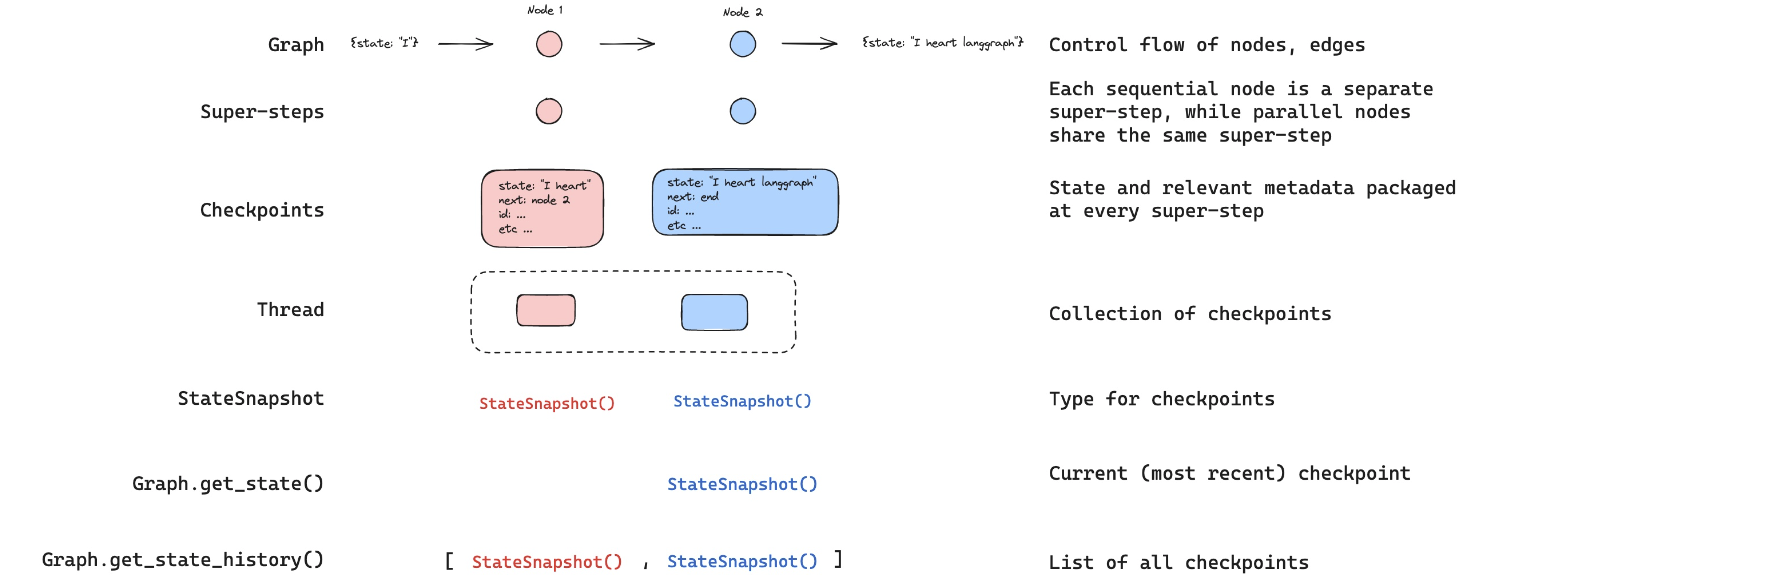 Node 1
Node 2
Graph
{state: "I"}
{state: "I heart langgraph"}
Control flow of nodes, edges
Super-steps
Each sequential node is a separate
super-step, while parallel nodes
share the same super-step
Checkpoints
state: "I heart"
next: node 2
id: ...
etc ...
state: "I heart langgraph"
next: end
id: ...
etc ...
State and relevant metadata packaged
at every super-step
Thread
Collection of checkpoints
StateSnapshot
StateSnapshot()
StateSnapshot()
Type for checkpoints
Graph.get_state()
StateSnapshot()
Current (most recent) checkpoint
Graph.get_state_history()
[ StateSnapshot() , StateSnapshot() ]
List of all checkpoints